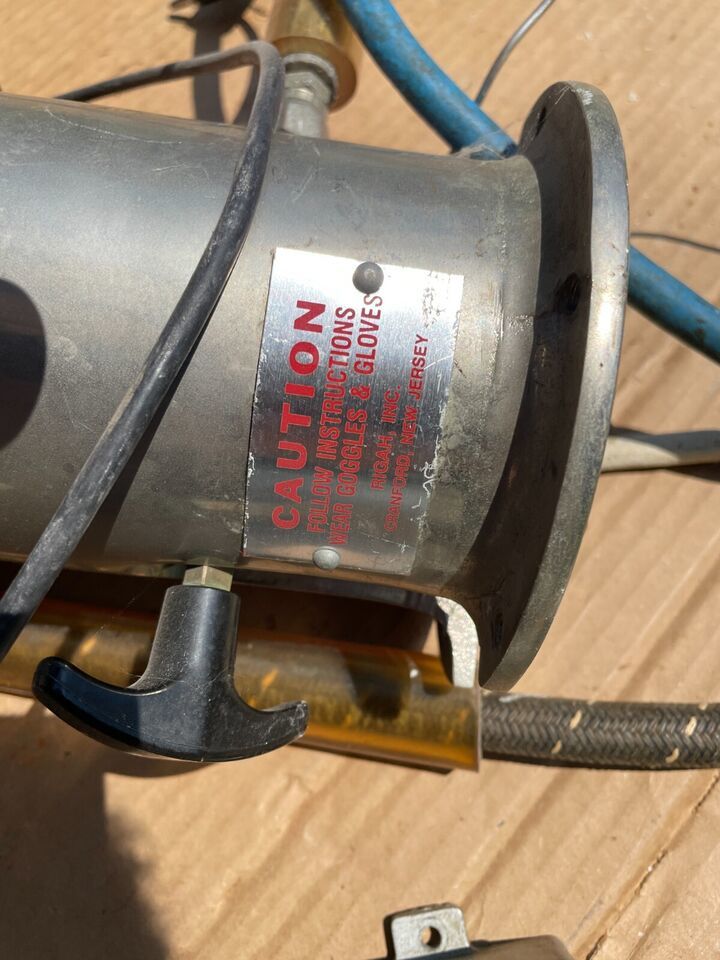 CAUTION
FOLLOW INSTRUCTIONS
WEAR GOGGLES & GLOVES
RIGAH, INC.
CRANFORD, NEW JERSEY